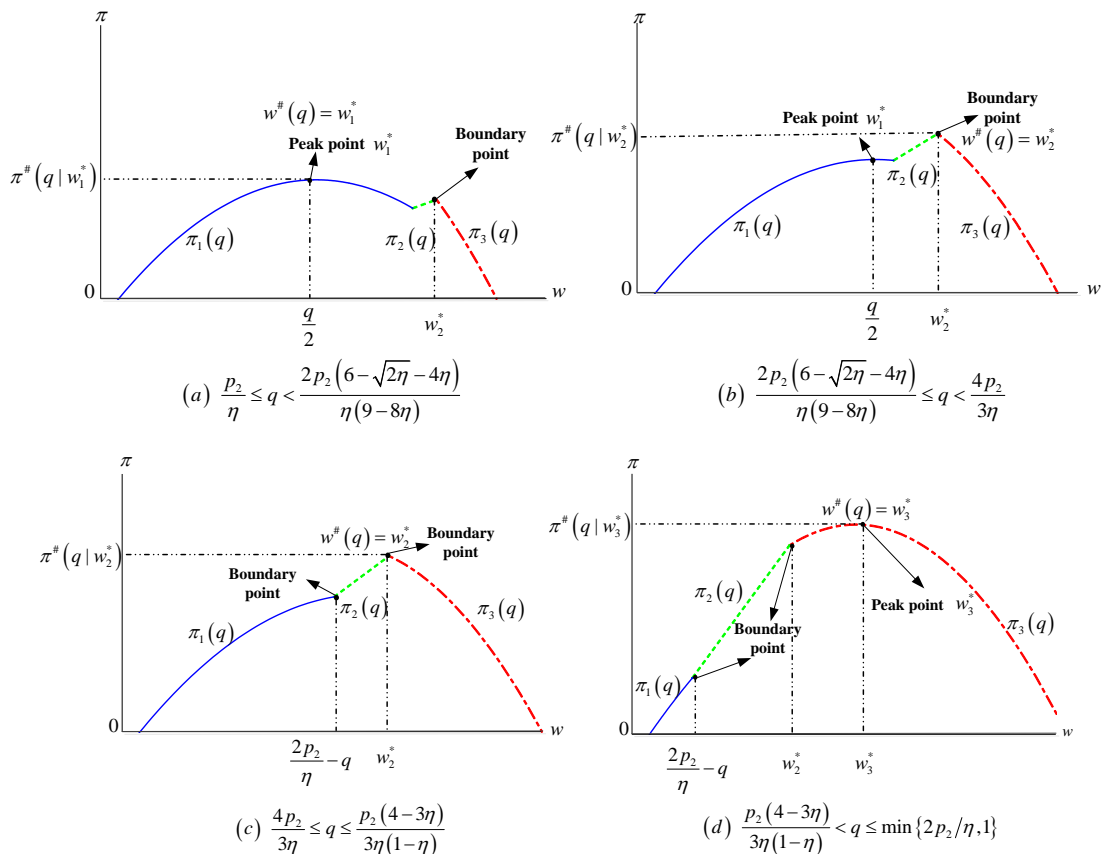 π
w^#(q) = w_1^*
Peak point w_1^*
Boundary
point
π^#(q | w_1^*)
π_1(q)
π_2(q)
π_3(q)
0
q/2
w_2^*
w
(a) p_2/η ≤ q < 2p_2(6−√(2η)−4η)/(η(9−8η))
π
Peak point w_1^*
Boundary
point
π^#(q | w_2^*)
w^#(q) = w_2^*
π_2(q)
π_1(q)
π_3(q)
0
q/2
w_2^*
w
(b) 2p_2(6−√(2η)−4η)/(η(9−8η)) ≤ q < 4p_2/3η
π
w^#(q) = w_2^*
Boundary
point
π^#(q | w_2^*)
Boundary
point
π_2(q)
π_1(q)
π_3(q)
0
2p_2/η − q
w_2^*
w
(c) 4p_2/3η ≤ q ≤ p_2(4−3η)/(3η(1−η))
π
w^#(q) = w_3^*
π^#(q | w_3^*)
π_2(q)
Peak point w_3^*
Boundary
point
π_3(q)
π_1(q)
0
2p_2/η − q
w_2^*
w_3^*
w
(d) p_2(4−3η)/(3η(1−η)) < q ≤ min{2p_2/η,1}